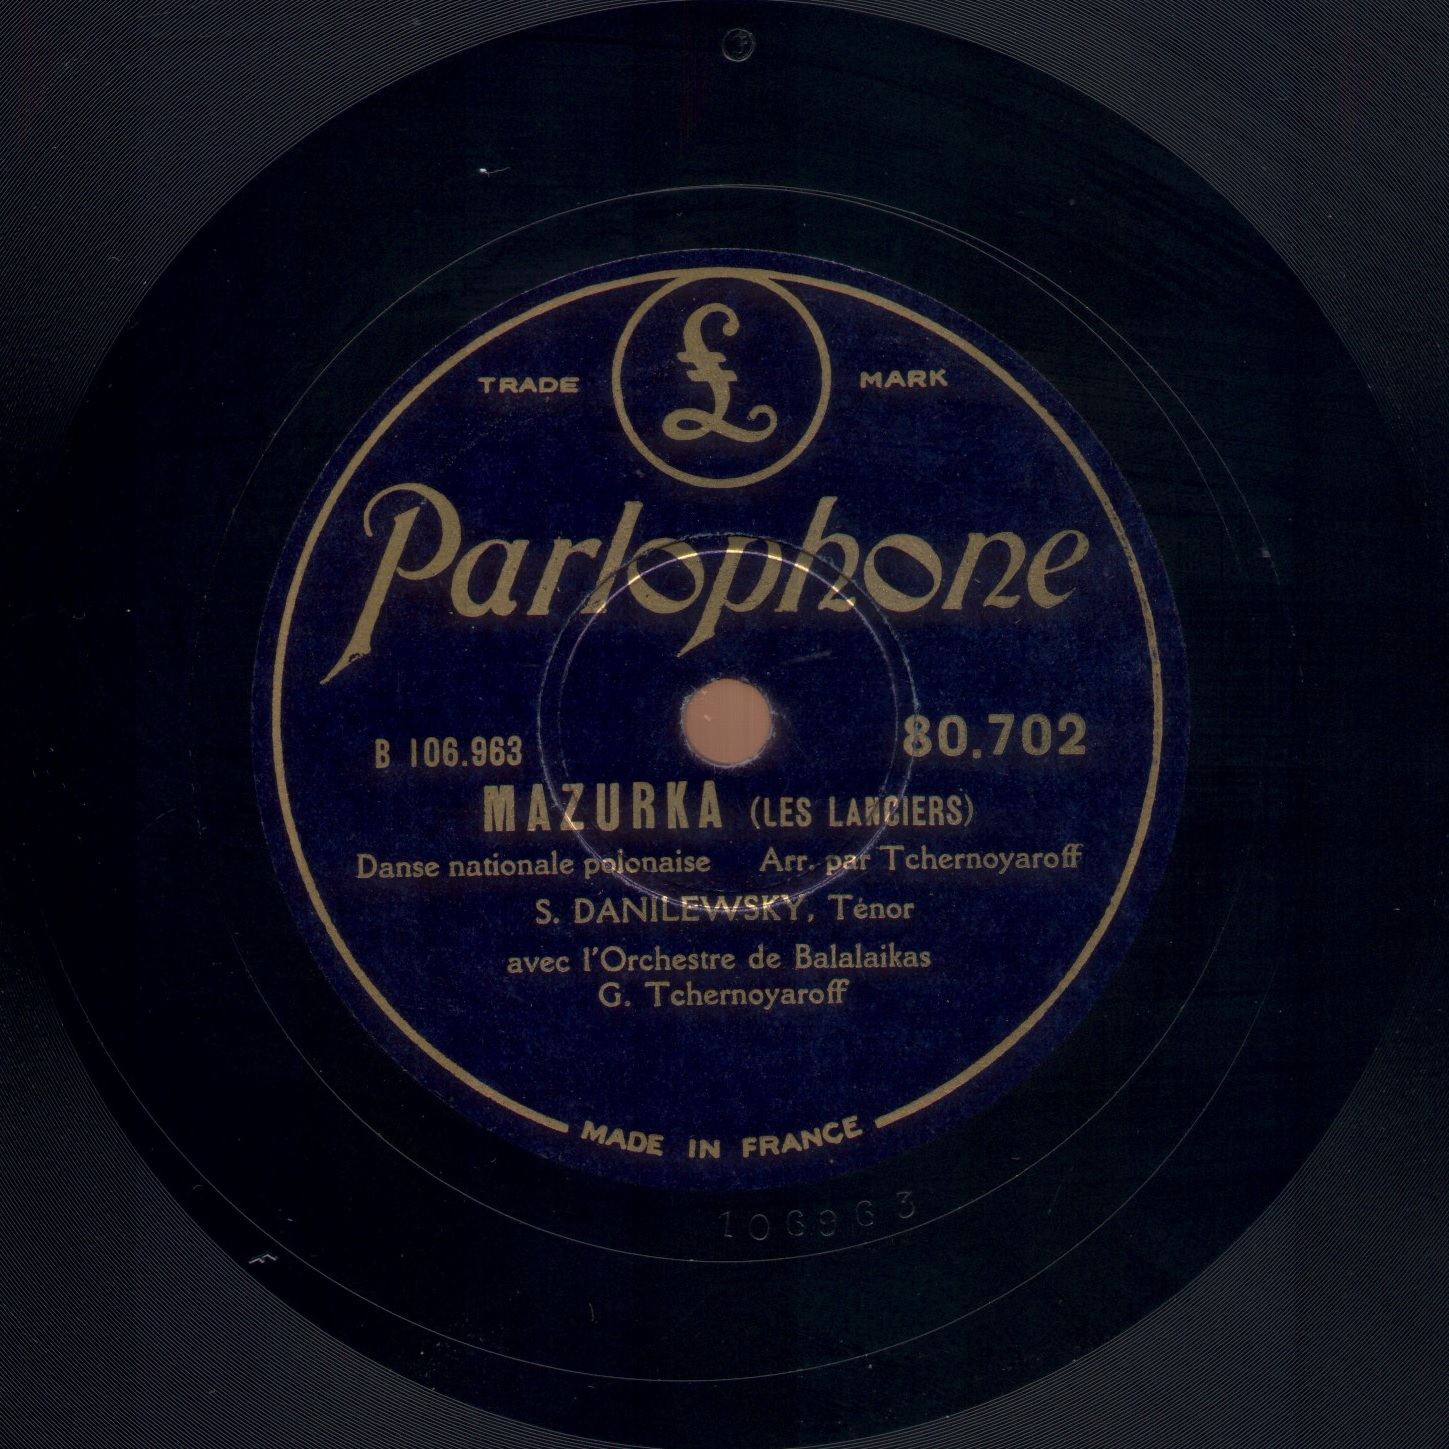 £
TRADE MARK
Parlophone
B 106.963 80.702
MAZURKA (LES LANCIERS)
Danse nationale polonaise Arr. par Tchernoyaroff
S. DANILEWSKY, Ténor
avec l'Orchestre de Balalaikas
G. Tchernoyaroff
MADE IN FRANCE
106963